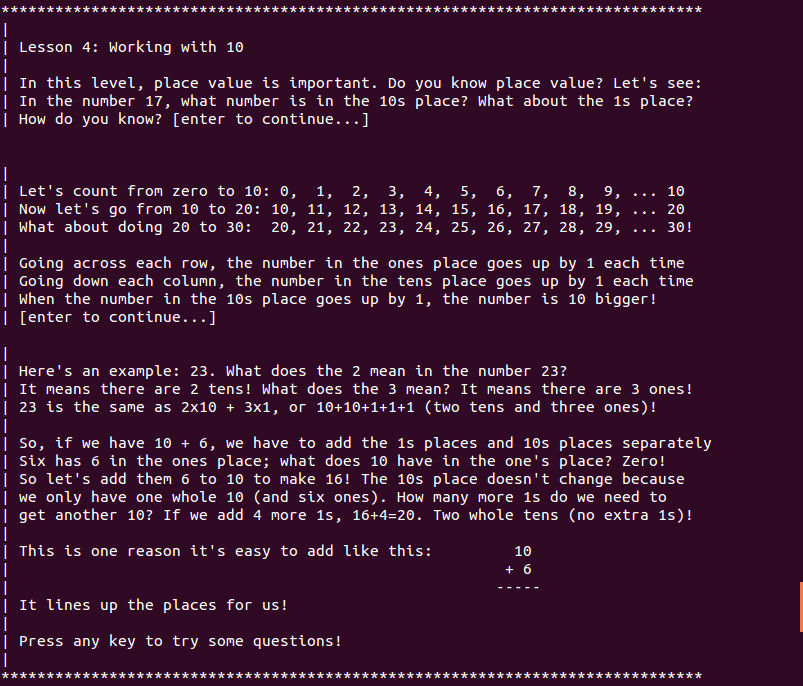 ******************************************************************************
|
| Lesson 4: Working with 10
|
| In this level, place value is important. Do you know place value? Let's see:
| In the number 17, what number is in the 10s place? What about the 1s place?
| How do you know? [enter to continue...]
|
| Let's count from zero to 10: 0,  1,  2,  3,  4,  5,  6,  7,  8,  9, ... 10
| Now let's go from 10 to 20: 10, 11, 12, 13, 14, 15, 16, 17, 18, 19, ... 20
| What about doing 20 to 30:  20, 21, 22, 23, 24, 25, 26, 27, 28, 29, ... 30!
|
| Going across each row, the number in the ones place goes up by 1 each time
| Going down each column, the number in the tens place goes up by 1 each time
| When the number in the 10s place goes up by 1, the number is 10 bigger!
| [enter to continue...]
|
| Here's an example: 23. What does the 2 mean in the number 23?
| It means there are 2 tens! What does the 3 mean? It means there are 3 ones!
| 23 is the same as 2x10 + 3x1, or 10+10+1+1+1 (two tens and three ones)!
|
| So, if we have 10 + 6, we have to add the 1s places and 10s places separately
| Six has 6 in the ones place; what does 10 have in the one's place? Zero!
| So let's add them 6 to 10 to make 16! The 10s place doesn't change because
| we only have one whole 10 (and six ones). How many more 1s do we need to
| get another 10? If we add 4 more 1s, 16+4=20. Two whole tens (no extra 1s)!
|
| This is one reason it's easy to add like this:         10
|                                                       + 6
|                                                      -----
| It lines up the places for us!
|
| Press any key to try some questions!
|
******************************************************************************